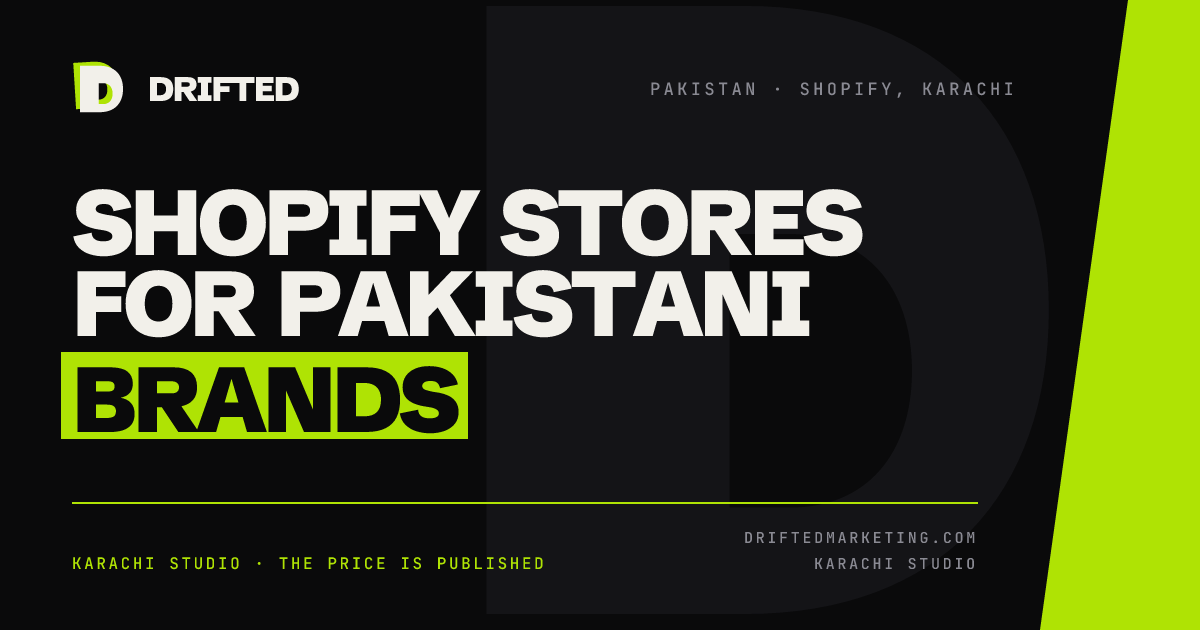 DRIFTED
PAKISTAN · SHOPIFY, KARACHI
SHOPIFY STORES
FOR PAKISTANI
BRANDS
KARACHI STUDIO · THE PRICE IS PUBLISHED
DRIFTEDMARKETING.COM
KARACHI STUDIO